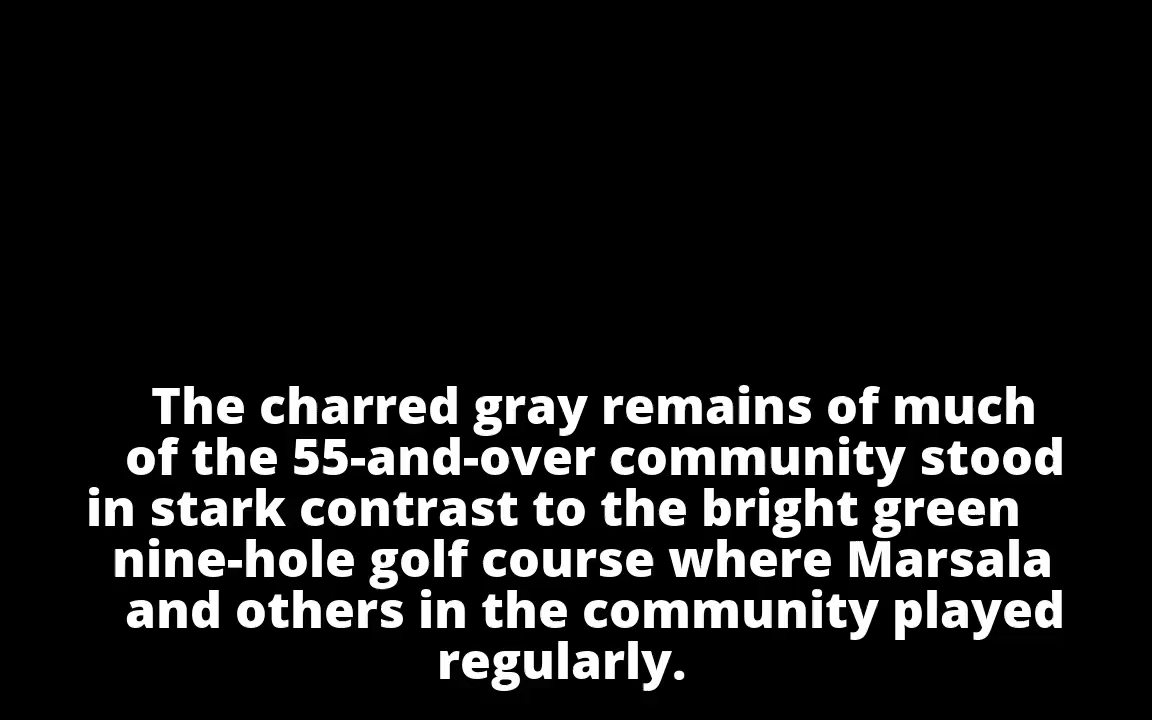 The charred gray remains of much
of the 55-and-over community stood
in stark contrast to the bright green
nine-hole golf course where Marsala
and others in the community played
regularly.